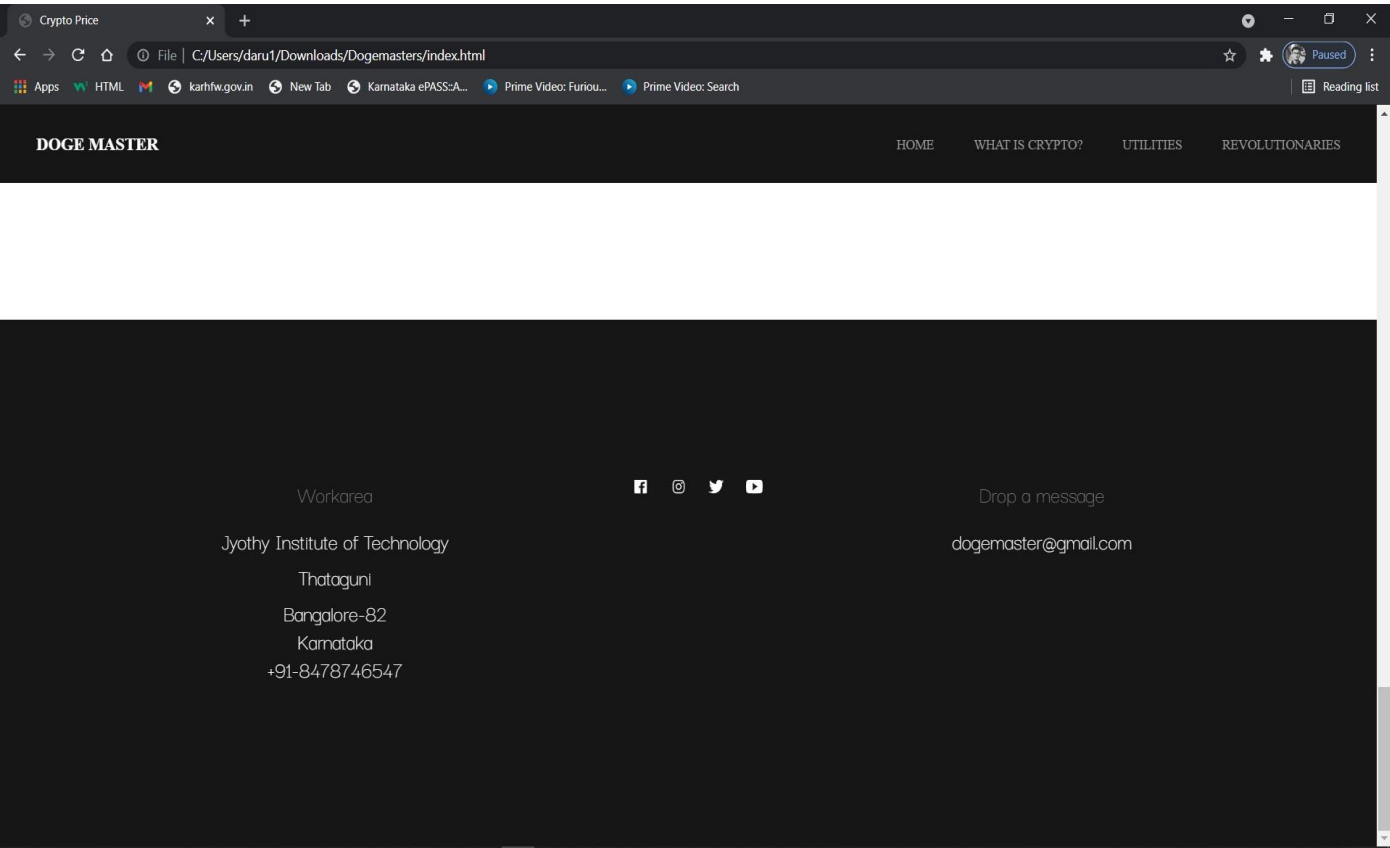 Crypto Price
File | C:/Users/daru1/Downloads/Dogemasters/index.html
Paused
Apps HTML karhfw.gov.in New Tab Karnataka ePASS::A... Prime Video: Furiou... Prime Video: Search Reading list
DOGE MASTER HOME WHAT IS CRYPTO? UTILITIES REVOLUTIONARIES
Workarea
Jyothy Institute of Technology
Thataguni
Bangalore-82
Karnataka
+91-8478746547
Drop a message
dogemaster@gmail.com